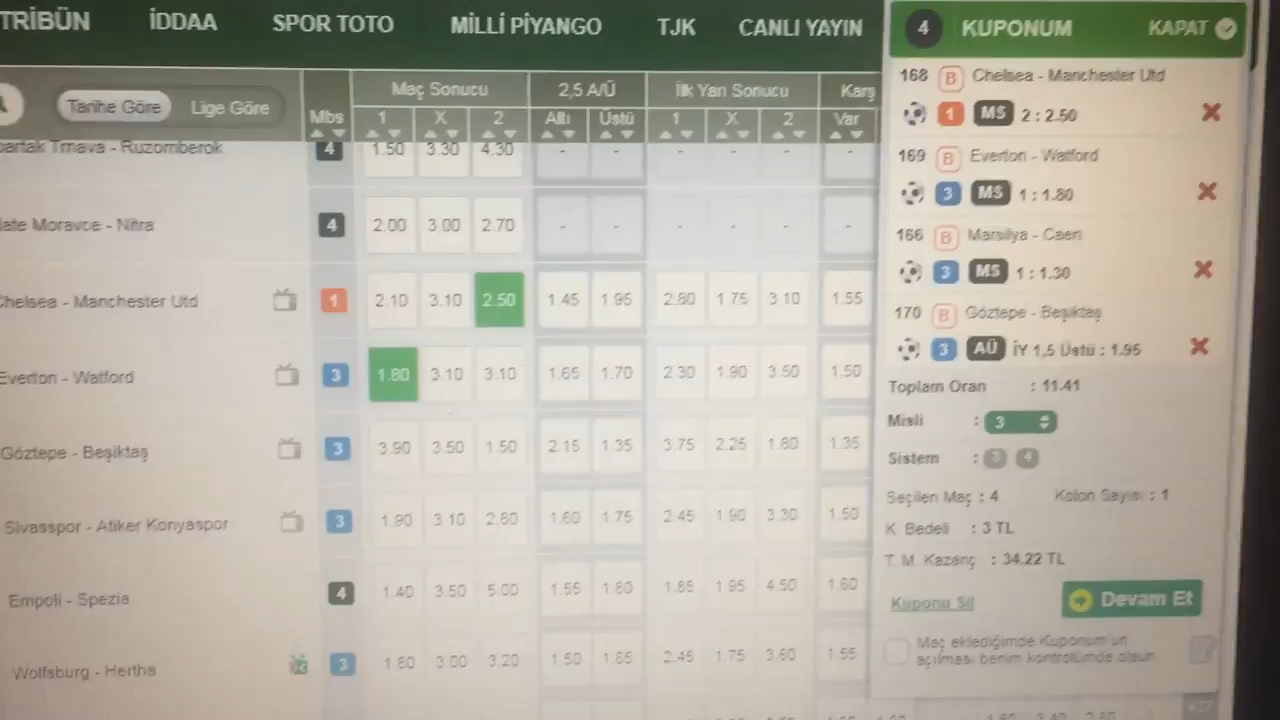 TRİBÜN İDDAA SPOR TOTO MİLLİ PİYANGO TJK CANLI YAYIN
Tarihe Göre Lige Göre
Mbs Maç Sonucu 2,5 A/Ü İlk Yarı Sonucu Karş
1 X 2 Altı Üstü 1 X 2 Var
partak Trnava - Ruzomberok 4 1.50 3.30 4.30 - - - - - -
late Moravce - Nitra 4 2.00 3.00 2.70 - - - - - -
Chelsea - Manchester Utd 1 2.10 3.10 2.50 1.45 1.95 2.80 1.75 3.10 1.55
Everton - Watford 3 1.80 3.10 3.10 1.65 1.70 2.30 1.90 3.50 1.50
Göztepe - Beşiktaş 3 3.90 3.50 1.50 2.15 1.35 3.75 2.25 1.80 1.35
Sivasspor - Atiker Konyaspor 3 1.90 3.10 2.80 1.60 1.75 2.45 1.90 3.30 1.50
Empoli - Spezia 4 1.40 3.50 5.00 1.55 1.80 1.85 1.95 4.50 1.60
Wolfsburg - Hertha 3 1.80 3.00 3.20 1.50 1.85 2.45 1.75 3.60 1.55
4 KUPONUM KAPAT
168 B Chelsea - Manchester Utd
1 MS 2 : 2.50
169 B Everton - Watford
3 MS 1 : 1.80
166 B Marsilya - Caen
3 MS 1 : 1.30
170 B Göztepe - Beşiktaş
3 AÜ İY 1,5 Üstü : 1.95
Toplam Oran : 11.41
Misli : 3
Sistem : 3 4
Seçilen Maç : 4 Kolon Sayısı : 1
K. Bedeli : 3 TL
T. M. Kazanç : 34.22 TL
Kuponu Sil Devam Et
Maç eklediğimde Kuponum'un
açılması benim kontrolümde olsun